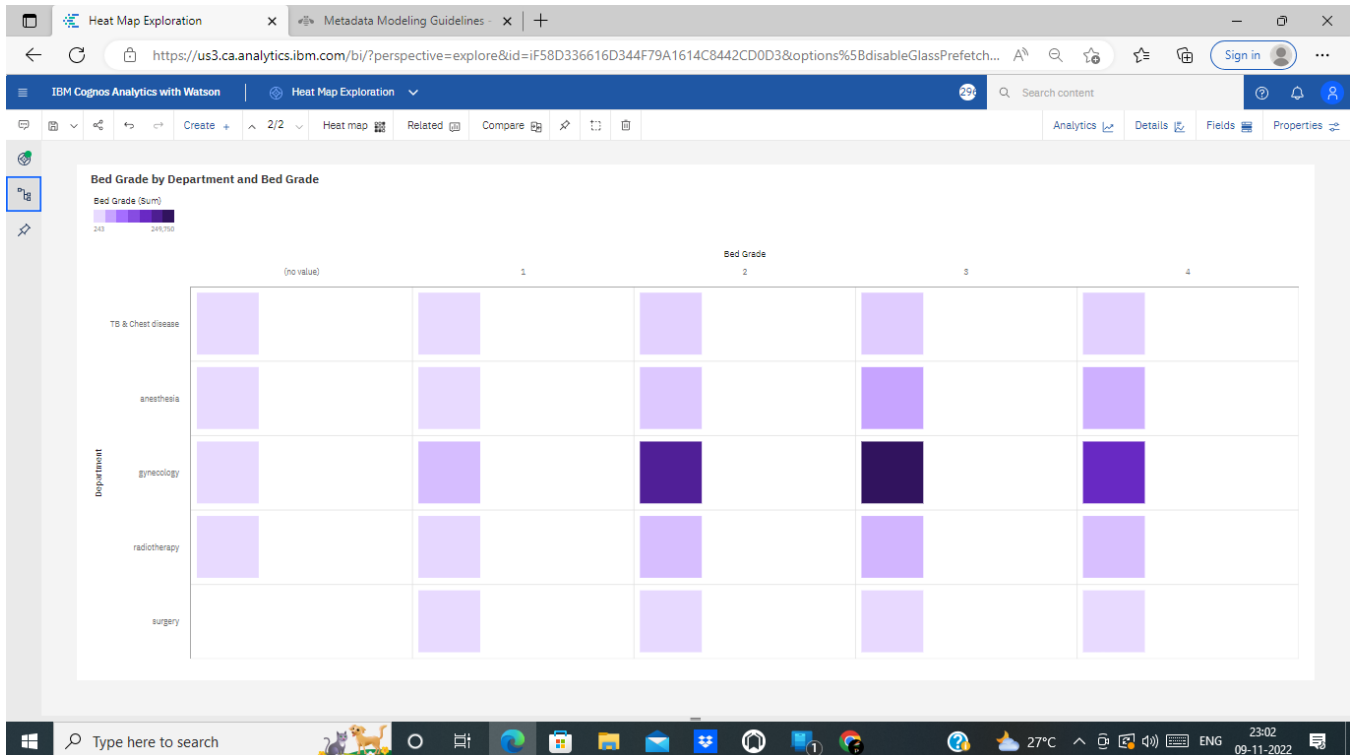 Heat Map Exploration
Metadata Modeling Guidelines -
https://us3.ca.analytics.ibm.com/bi/?perspective=explore&id=iF58D336616D344F79A1614C8442CD0D3&options%5BdisableGlassPrefetch...
Sign in
IBM Cognos Analytics with Watson
Heat Map Exploration
Search content
Create +
2/2
Heat map
Related
Compare
Analytics
Details
Fields
Properties
Bed Grade by Department and Bed Grade
Bed Grade (Sum)
243 249,750
Bed Grade
(no value) 1 2 3 4
TB & Chest disease
anesthesia
Department
gynecology
radiotherapy
surgery
Type here to search
1
27°C
ENG
23:02
09-11-2022